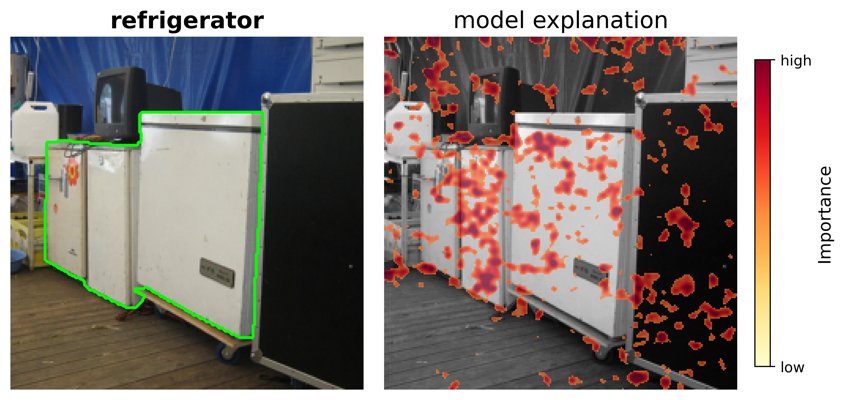 refrigerator
model explanation
high
Importance
low